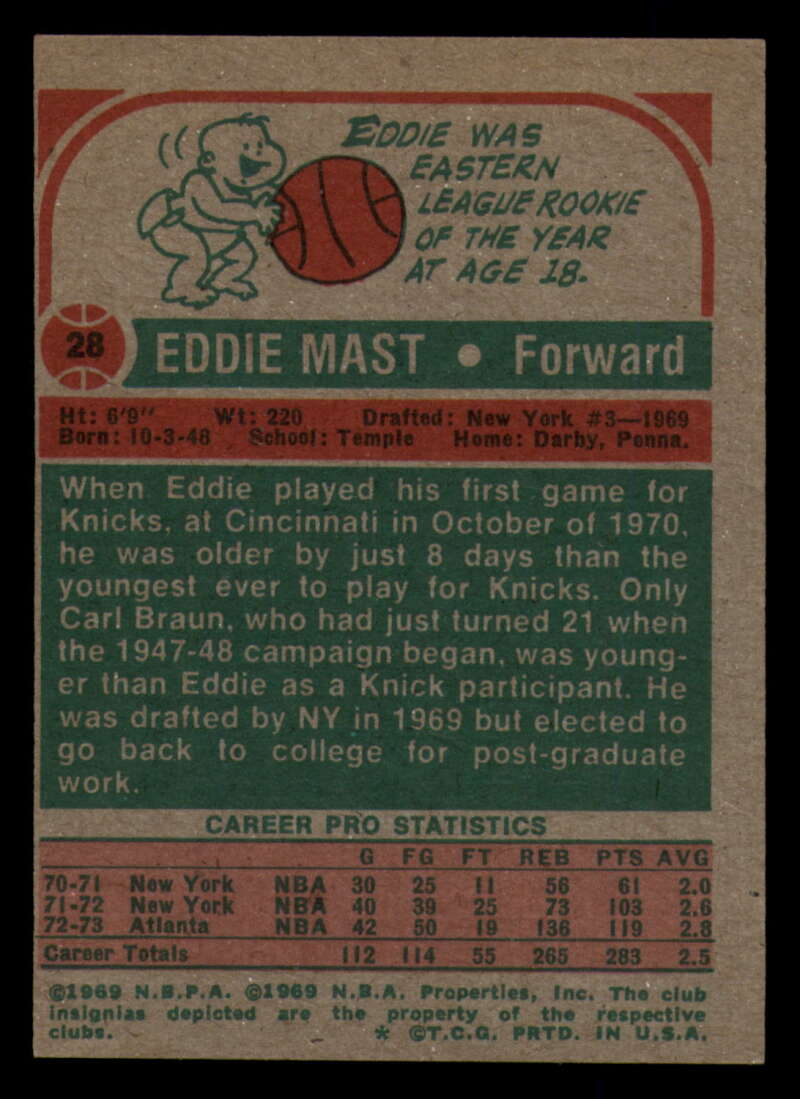 EDDIE WAS
EASTERN
LEAGUE ROOKIE
OF THE YEAR
AT AGE 18.
28 EDDIE MAST • Forward
Ht: 6'9" Wt: 220 Drafted: New York #3—1969
Born: 10-3-48 School: Temple Home: Darby, Penna.
When Eddie played his first game for
Knicks, at Cincinnati in October of 1970,
he was older by just 8 days than the
youngest ever to play for Knicks. Only
Carl Braun, who had just turned 21 when
the 1947-48 campaign began, was young-
er than Eddie as a Knick participant. He
was drafted by NY in 1969 but elected to
go back to college for post-graduate
work.
CAREER PRO STATISTICS
G FG FT REB PTS AVG
70-71 New York NBA 30 25 11 56 61 2.0
71-72 New York NBA 40 39 25 73 103 2.6
72-73 Atlanta NBA 42 50 19 136 119 2.8
Career Totals 112 114 55 265 283 2.5
©1969 N.B.P.A. ©1969 N.B.A. Properties, Inc. The club
insignias depicted are the property of the respective
clubs. * ©T.C.G. PRTD. IN U.S.A.